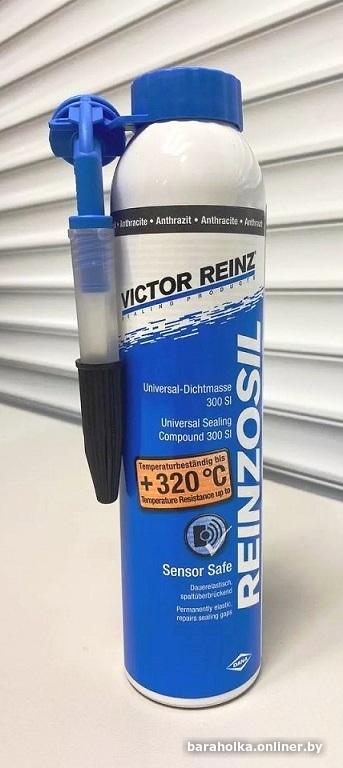 Anthracite • Anthrazit • Anthracite • Anthrazit
VICTOR REINZ
SEALING PRODUCTS
Universal-Dichtmasse
300 SI
Universal Sealing
Compound 300 SI
Temperaturbeständig bis
+320 °C
Temperature Resistance up to
REINZOSIL
Sensor Safe
Dauerelastisch,
spaltüberbrückend
Permanently elastic,
repairs sealing gaps
DANA
baraholka.onliner.by